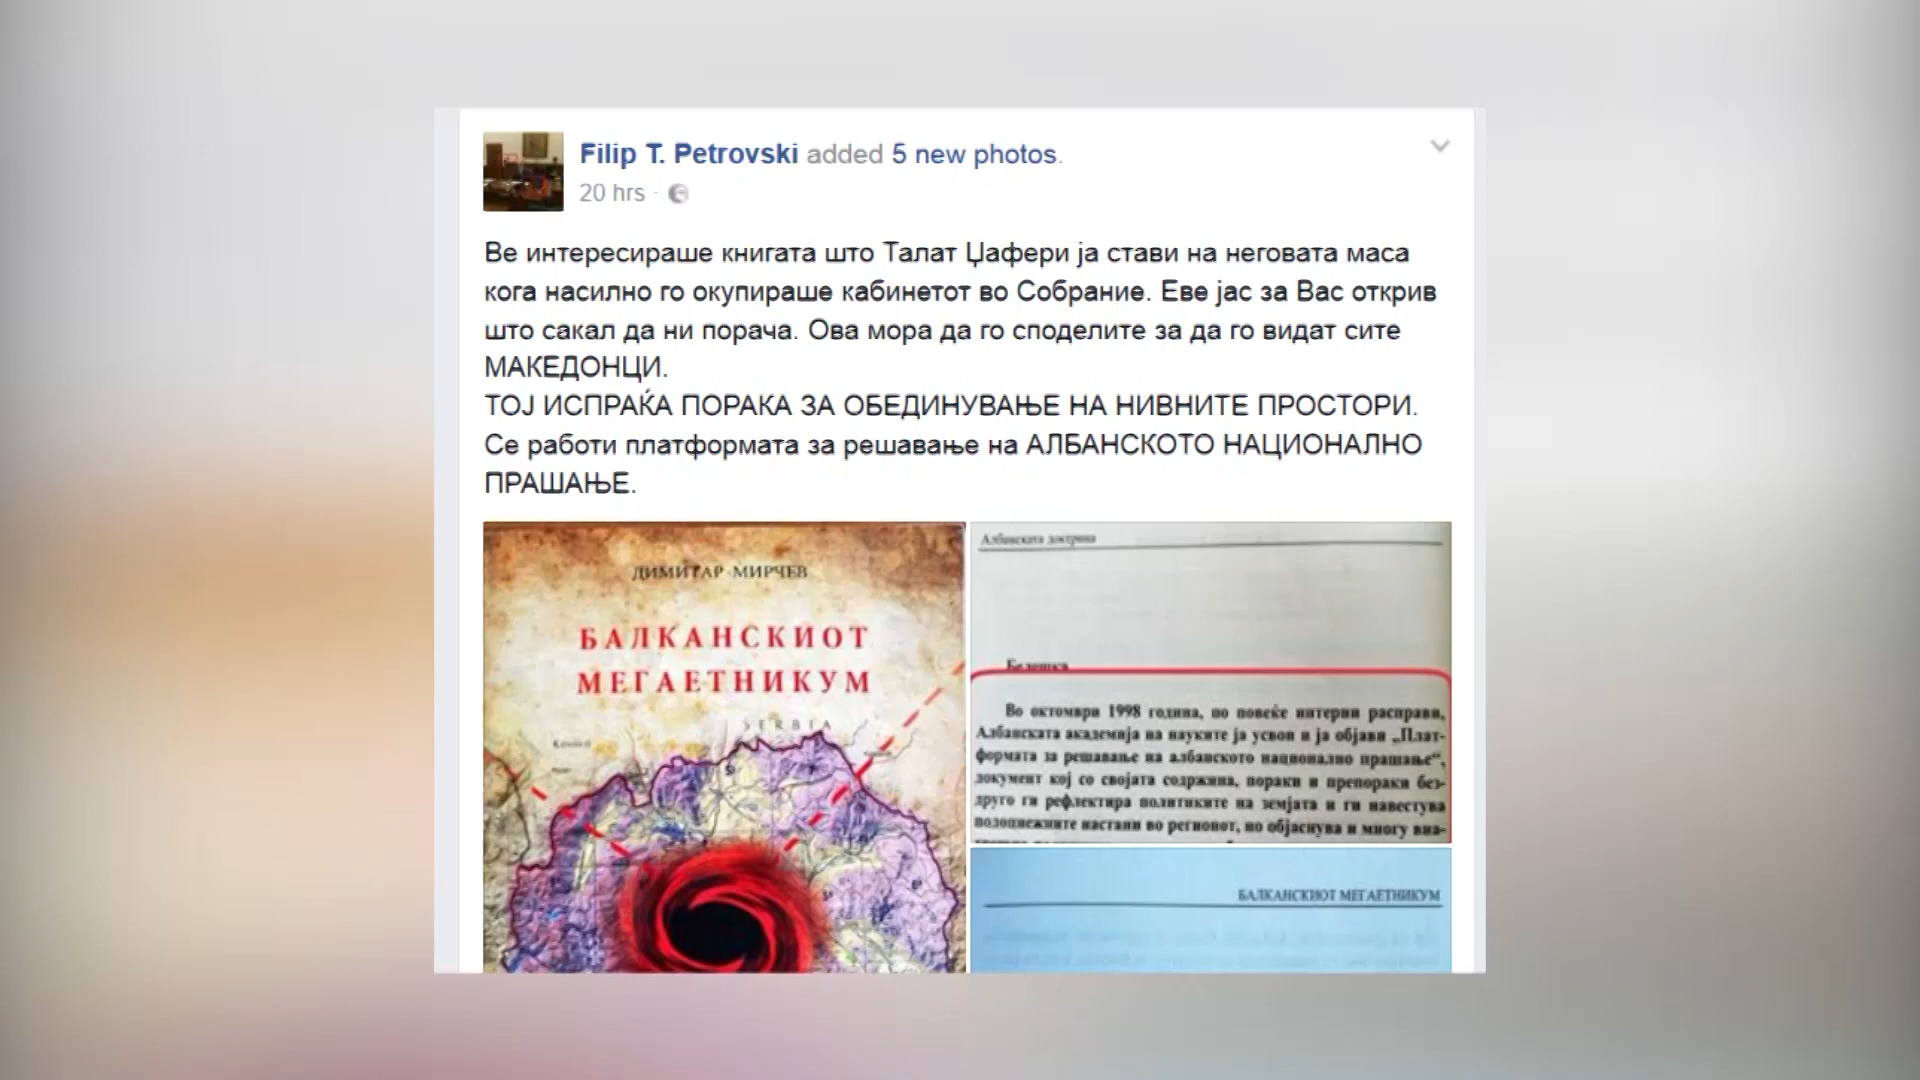 Filip T. Petrovski added 5 new photos.
20 hrs ·
Ве интересираше книгата што Талат Џафери ја стави на неговата маса
кога насилно го окупираше кабинетот во Собрание. Еве јас за Вас открив
што сакал да ни порача. Ова мора да го споделите за да го видат сите
МАКЕДОНЦИ.
ТОЈ ИСПРАЌА ПОРАКА ЗА ОБЕДИНУВАЊЕ НА НИВНИТЕ ПРОСТОРИ.
Се работи платформата за решавање на АЛБАНСКОТО НАЦИОНАЛНО
ПРАШАЊЕ.
ДИМИТАР МИРЧЕВ
БАЛКАНСКИОТ
МЕГАЕТНИКУМ
SERBIA
Албанската доктрина
Белешка
Во октомври 1998 година, по повеќе интерни расправи,
Албанската академија на науките ја усвои и ја објави „Плат-
формата за решавање на албанското национално прашање“,
документ кој со својата содржина, пораки и препораки без-
друго ги рефлектира политиките на земјата и ги навестува
подоцнежните настани во регионот, но објаснува и многу вна-
БАЛКАНСКИОТ МЕГАЕТНИКУМ